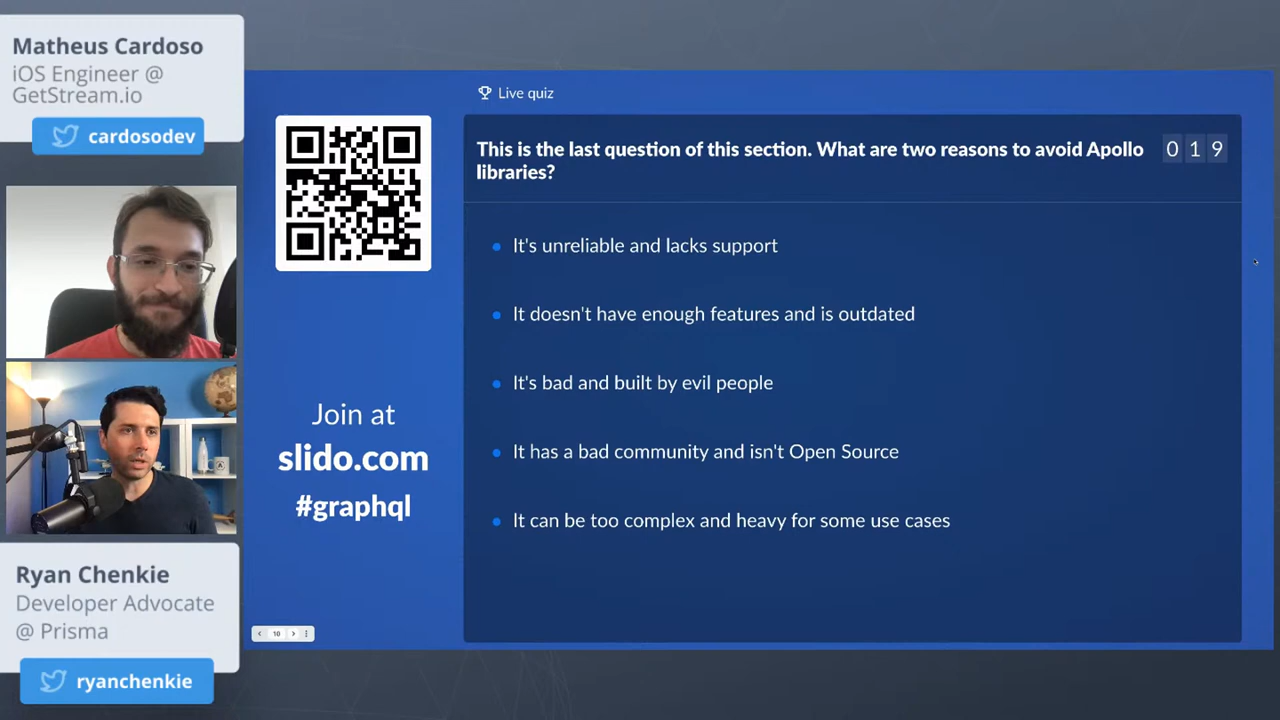 Matheus Cardoso
iOS Engineer @
GetStream.io
cardosodev
Ryan Chenkie
Developer Advocate
@ Prisma
ryanchenkie
Join at
slido.com
#graphql
10
Live quiz
This is the last question of this section. What are two reasons to avoid Apollo
libraries?
019
It's unreliable and lacks support
It doesn't have enough features and is outdated
It's bad and built by evil people
It has a bad community and isn't Open Source
It can be too complex and heavy for some use cases